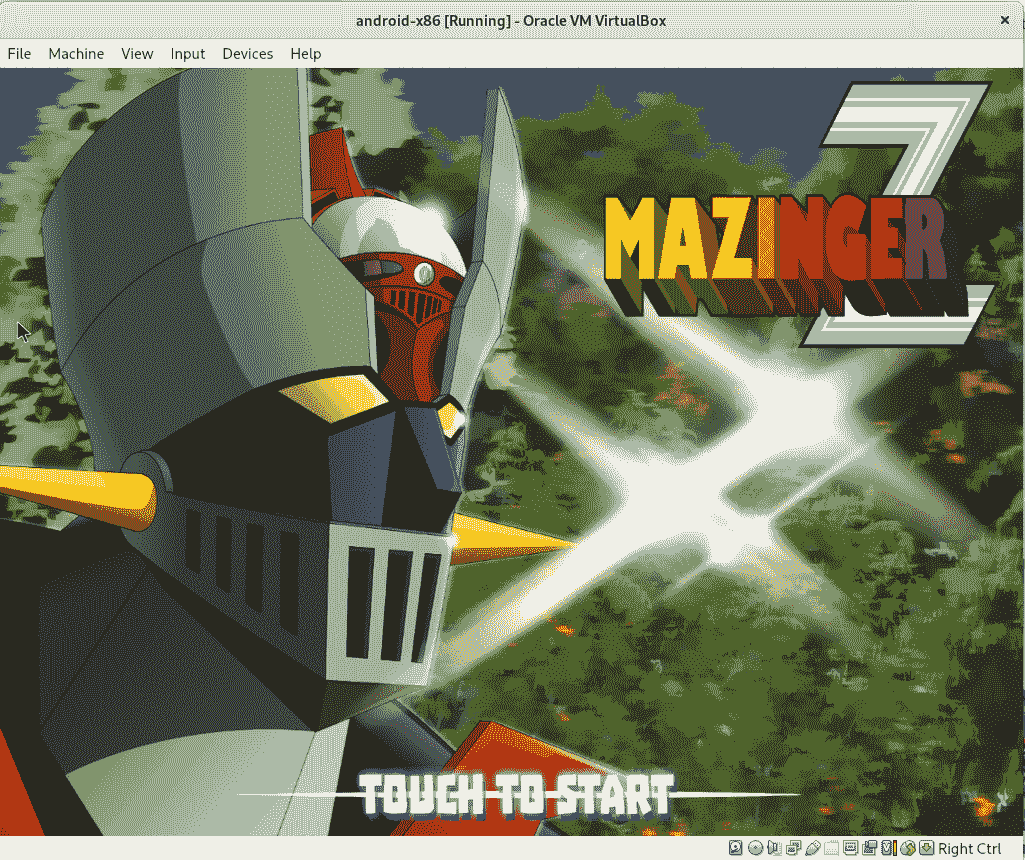 android-x86 [Running] - Oracle VM VirtualBox
File Machine View Input Devices Help
Z
MAZINGER
TOUCH TO START
Right Ctrl